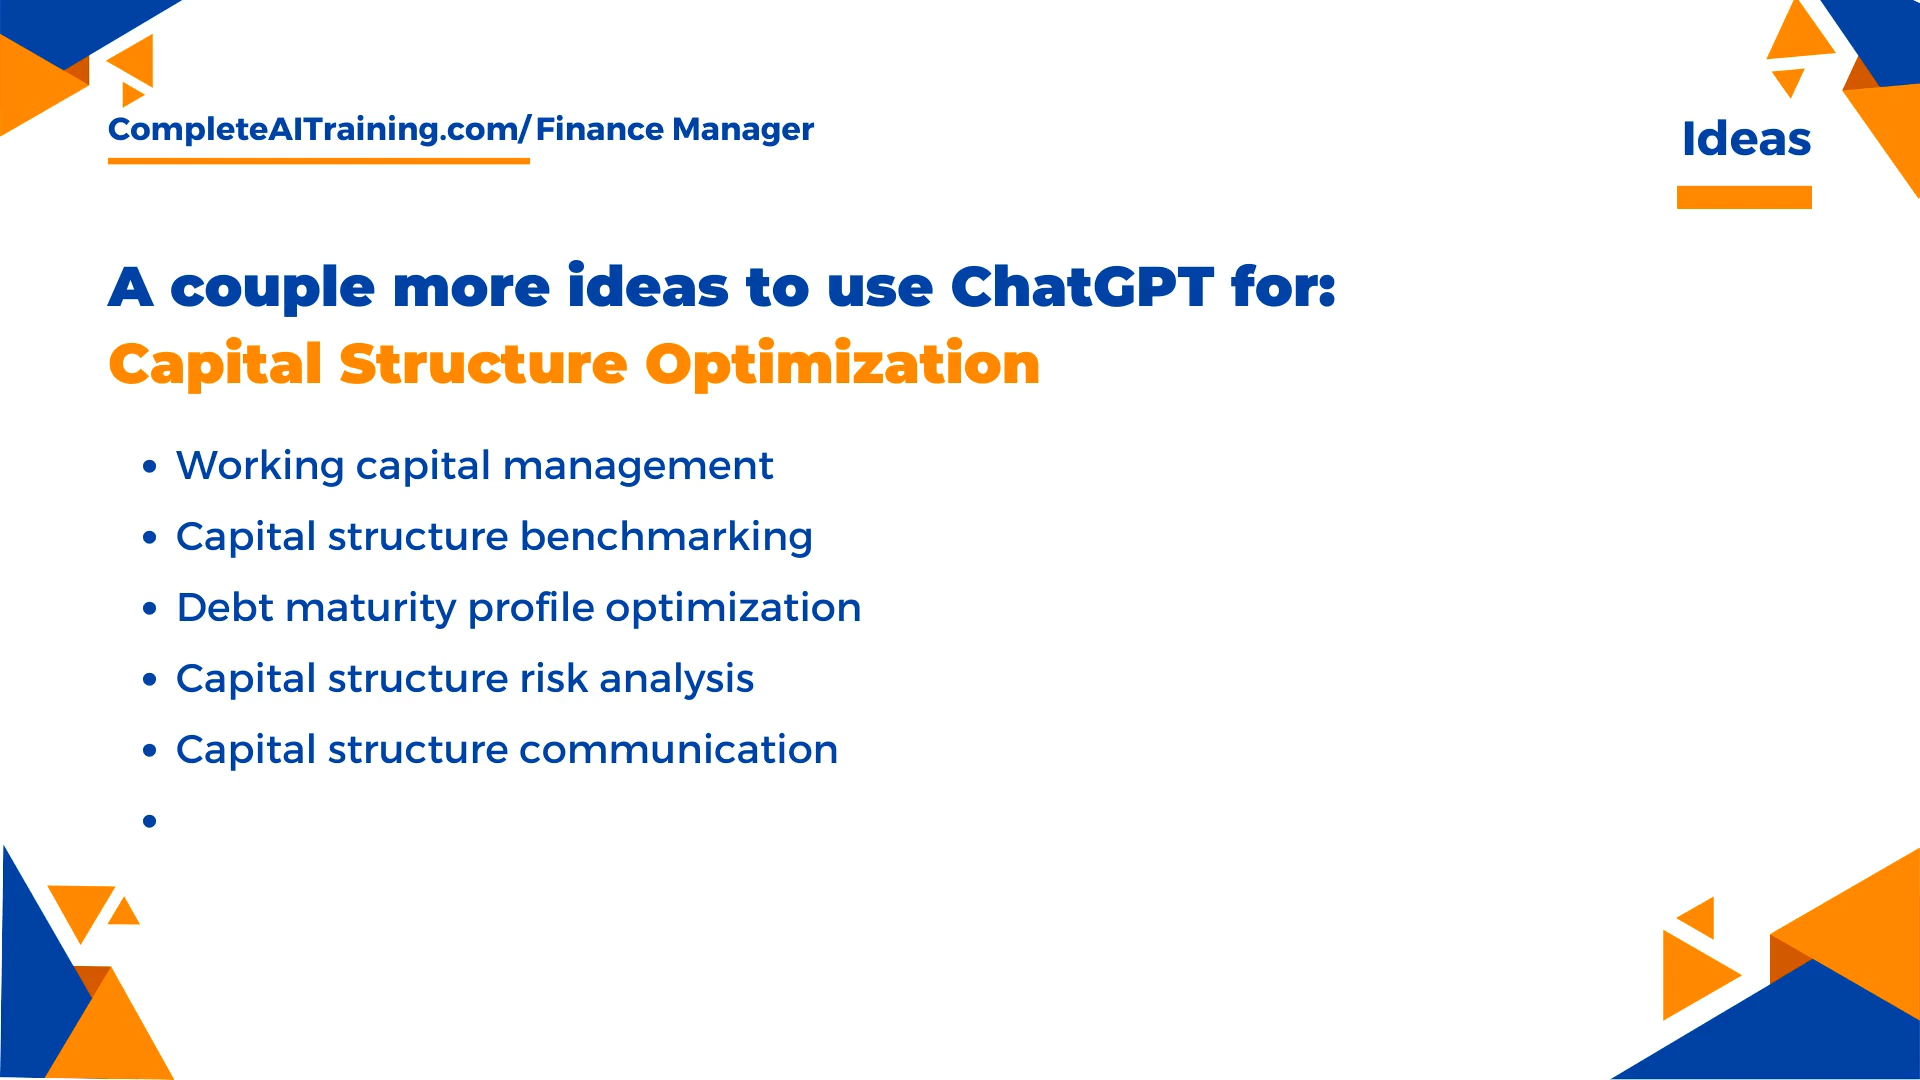 CompleteAITraining.com/ Finance Manager
Ideas
A couple more ideas to use ChatGPT for:
Capital Structure Optimization
• Working capital management
• Capital structure benchmarking
• Debt maturity profile optimization
• Capital structure risk analysis
• Capital structure communication
•